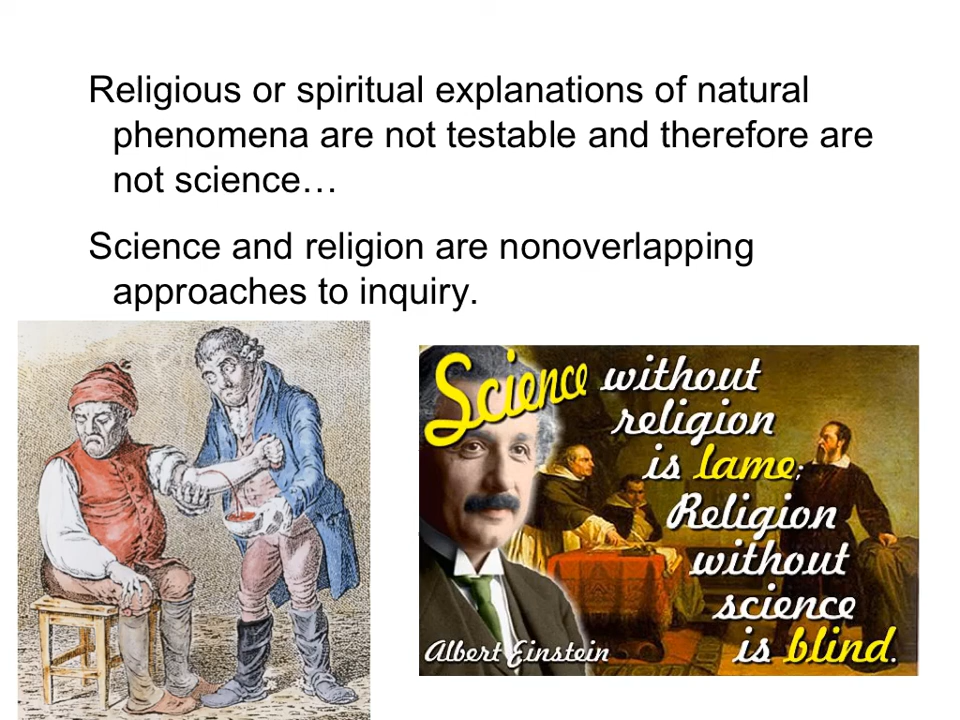 Religious or spiritual explanations of natural
phenomena are not testable and therefore are
not science…
Science and religion are nonoverlapping
approaches to inquiry.
Science without
religion
is lame;
Religion
without
science
is blind.
Albert Einstein